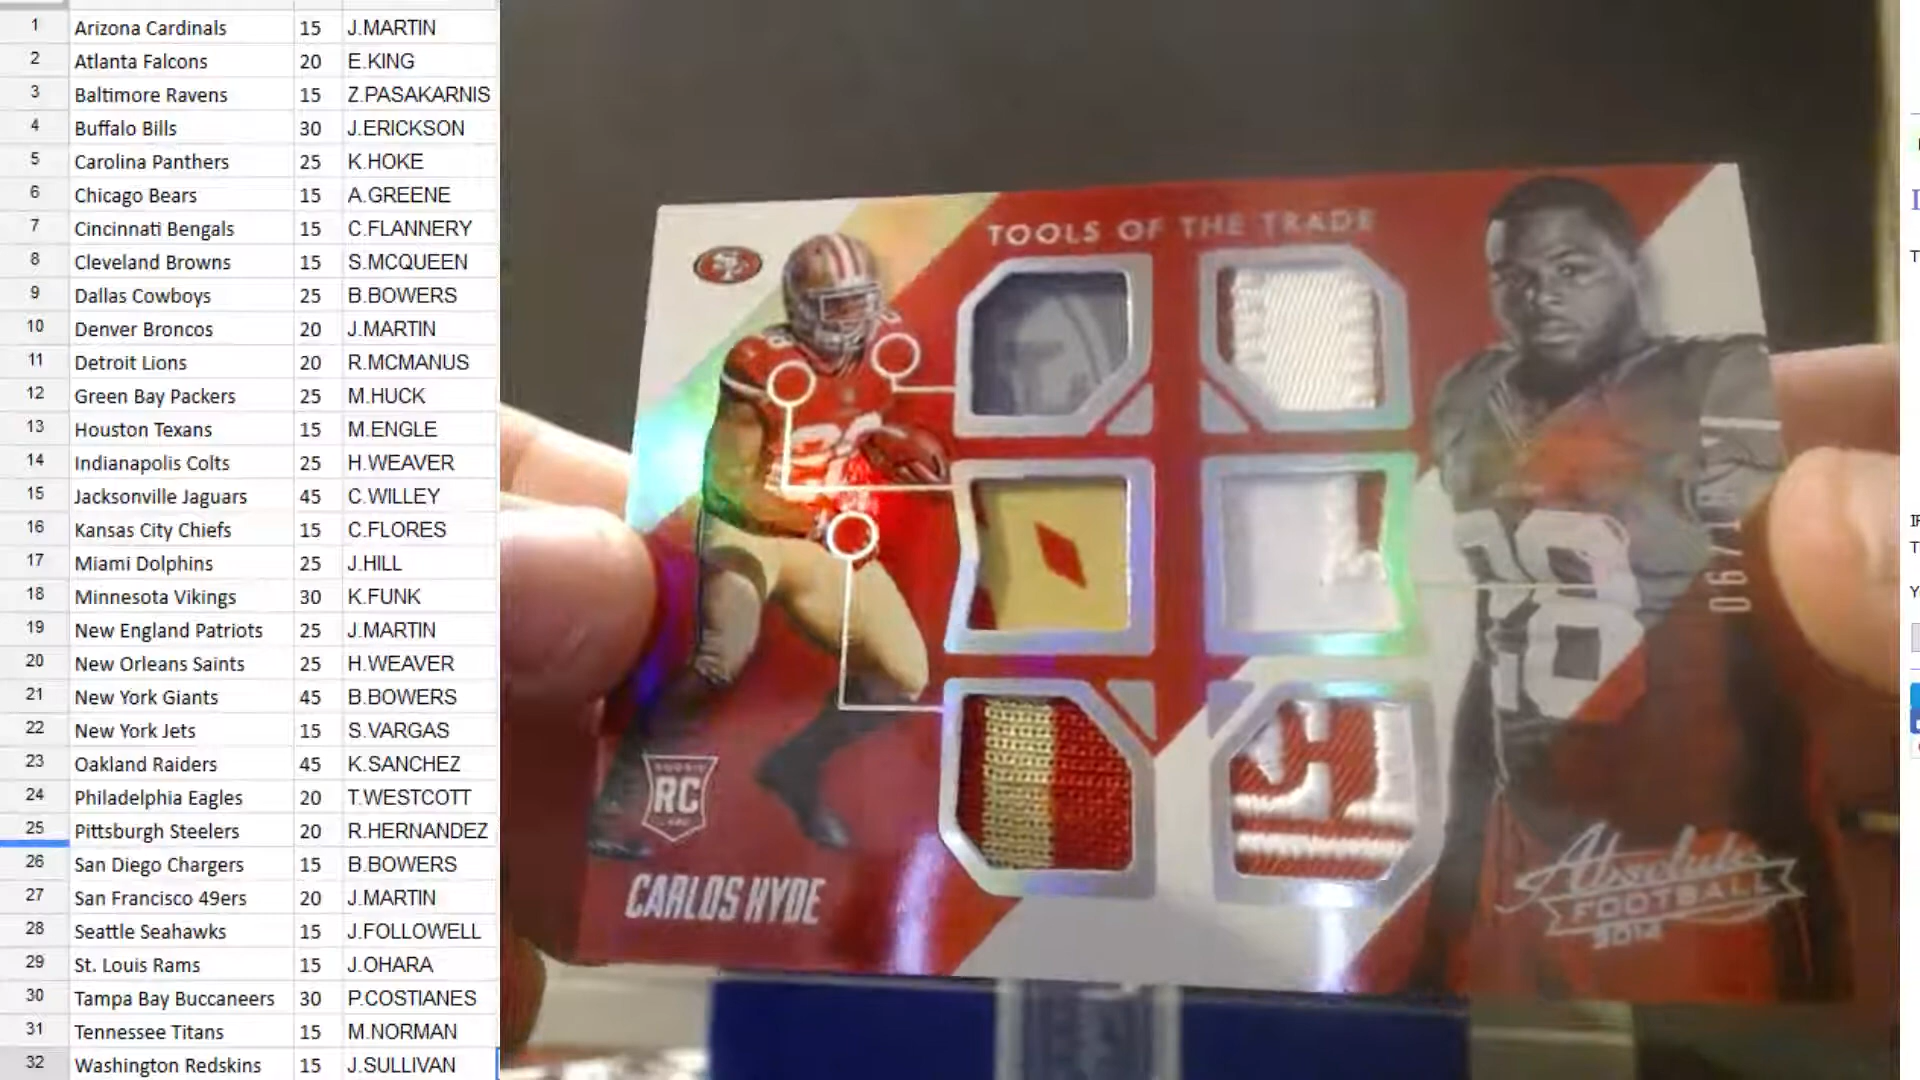 1 Arizona Cardinals 15 J.MARTIN
2 Atlanta Falcons 20 E.KING
3 Baltimore Ravens 15 Z.PASAKARNIS
4 Buffalo Bills 30 J.ERICKSON
5 Carolina Panthers 25 K.HOKE
6 Chicago Bears 15 A.GREENE
7 Cincinnati Bengals 15 C.FLANNERY
8 Cleveland Browns 15 S.MCQUEEN
9 Dallas Cowboys 25 B.BOWERS
10 Denver Broncos 20 J.MARTIN
11 Detroit Lions 20 R.MCMANUS
12 Green Bay Packers 25 M.HUCK
13 Houston Texans 15 M.ENGLE
14 Indianapolis Colts 25 H.WEAVER
15 Jacksonville Jaguars 45 C.WILLEY
16 Kansas City Chiefs 15 C.FLORES
17 Miami Dolphins 25 J.HILL
18 Minnesota Vikings 30 K.FUNK
19 New England Patriots 25 J.MARTIN
20 New Orleans Saints 25 H.WEAVER
21 New York Giants 45 B.BOWERS
22 New York Jets 15 S.VARGAS
23 Oakland Raiders 45 K.SANCHEZ
24 Philadelphia Eagles 20 T.WESTCOTT
25 Pittsburgh Steelers 20 R.HERNANDEZ
26 San Diego Chargers 15 B.BOWERS
27 San Francisco 49ers 20 J.MARTIN
28 Seattle Seahawks 15 J.FOLLOWELL
29 St. Louis Rams 15 J.OHARA
30 Tampa Bay Buccaneers 30 P.COSTIANES
31 Tennessee Titans 15 M.NORMAN
32 Washington Redskins 15 J.SULLIVAN
TOOLS OF THE TRADE
SF
28
ROOKIE
RC
CARLOS HYDE
Absolute
FOOTBALL
2014